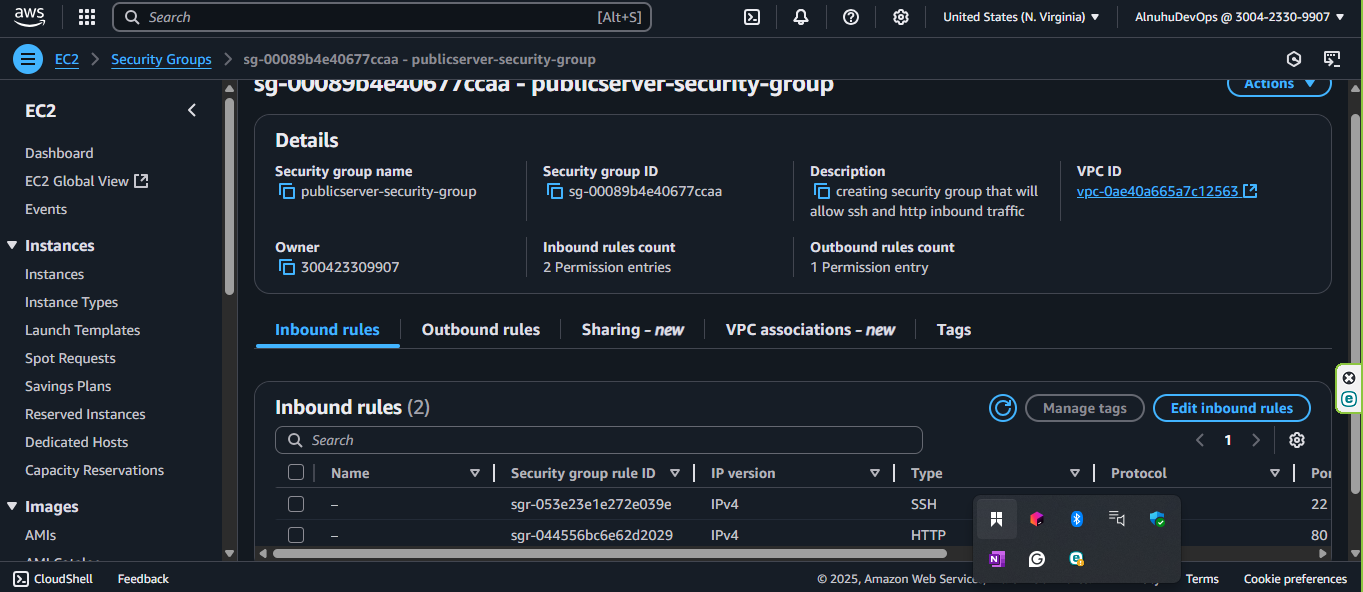 aws
Search [Alt+S]
United States (N. Virginia)
AlnuhuDevOps @ 3004-2330-9907
EC2 Security Groups sg-00089b4e40677ccaa - publicserver-security-group
EC2
Dashboard
EC2 Global View
Events
Instances
Instances
Instance Types
Launch Templates
Spot Requests
Savings Plans
Reserved Instances
Dedicated Hosts
Capacity Reservations
Images
AMIs
AMI Catalog
sg-00089b4e40677ccaa - publicserver-security-group
Actions
Details
Security group name
publicserver-security-group
Security group ID
sg-00089b4e40677ccaa
Description
creating security group that will
allow ssh and http inbound traffic
VPC ID
vpc-0ae40a665a7c12563
Owner
300423309907
Inbound rules count
2 Permission entries
Outbound rules count
1 Permission entry
Inbound rules Outbound rules Sharing - new VPC associations - new Tags
Inbound rules (2)
Manage tags
Edit inbound rules
Search
1
Name Security group rule ID IP version Type Protocol Por
– sgr-053e23e1e272e039e IPv4 SSH 22
– sgr-044556bc6e62d2029 IPv4 HTTP 80
CloudShell Feedback
© 2025, Amazon Web Servic
Terms Cookie preferences